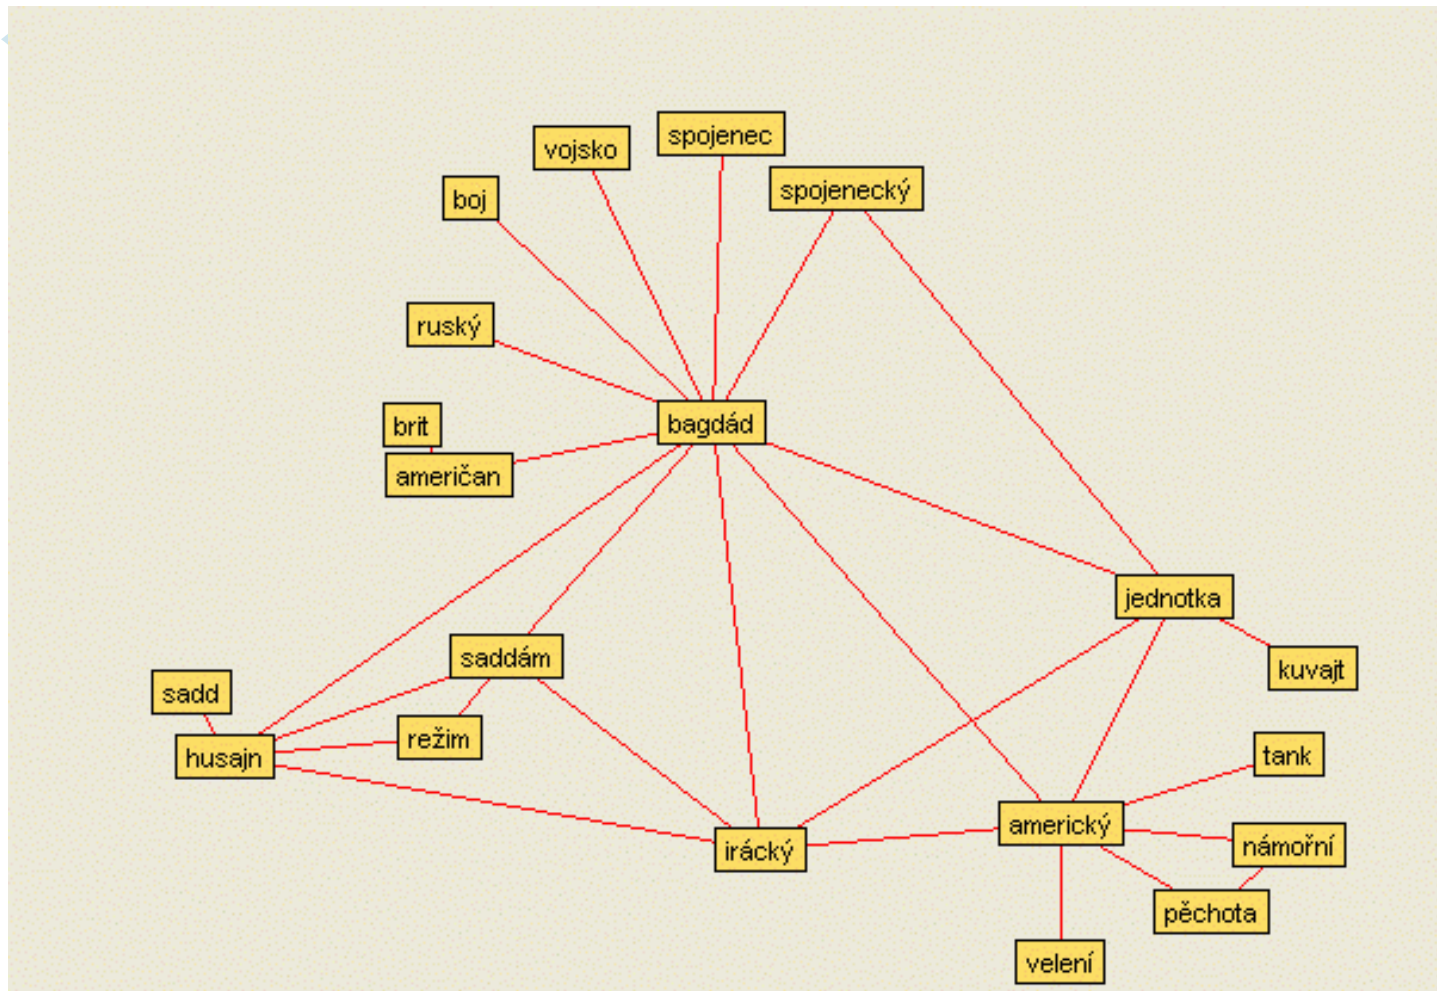 spojenec
vojsko
spojenecký
boj
ruský
brit
bagdád
američan
jednotka
saddám
kuvajt
sadd
režim
husajn
tank
americký
irácký
námořní
pěchota
velení